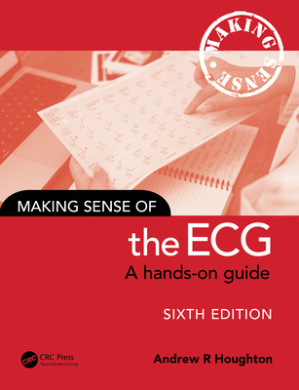 MAKING SENSE
MAKING SENSE OF
the ECG
A hands-on guide
SIXTH EDITION
CRC Press
Andrew R Houghton